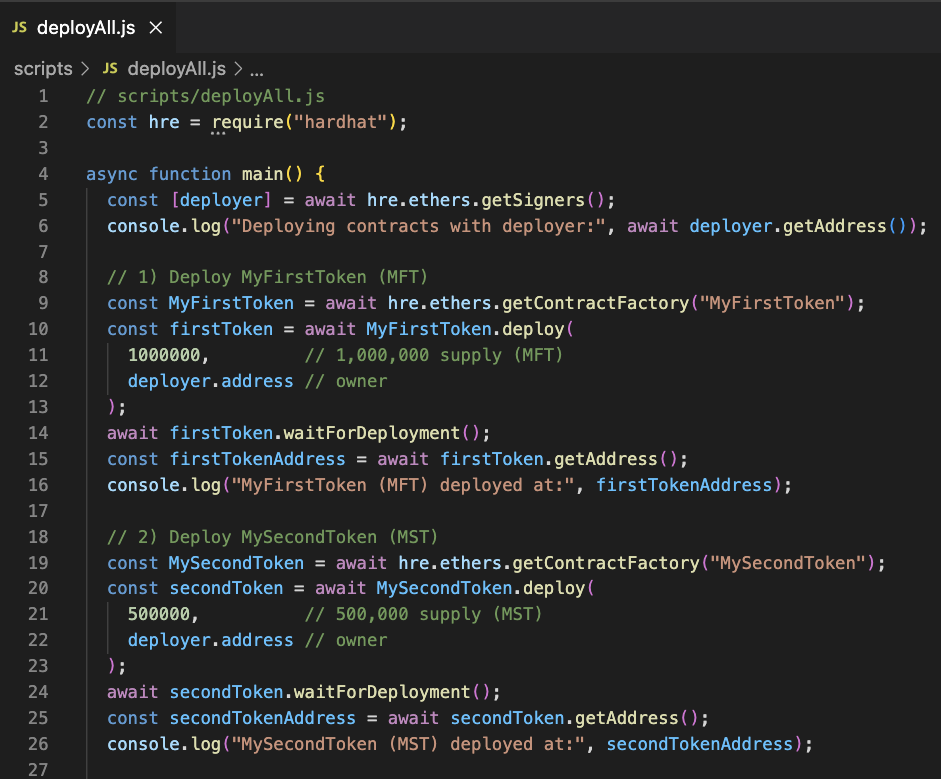 JS deployAll.js ×
scripts > JS deployAll.js > ...
1 // scripts/deployAll.js
2 const hre = require("hardhat");
3
4 async function main() {
5   const [deployer] = await hre.ethers.getSigners();
6   console.log("Deploying contracts with deployer:", await deployer.getAddress());
7
8   // 1) Deploy MyFirstToken (MFT)
9   const MyFirstToken = await hre.ethers.getContractFactory("MyFirstToken");
10   const firstToken = await MyFirstToken.deploy(
11     1000000,         // 1,000,000 supply (MFT)
12     deployer.address // owner
13   );
14   await firstToken.waitForDeployment();
15   const firstTokenAddress = await firstToken.getAddress();
16   console.log("MyFirstToken (MFT) deployed at:", firstTokenAddress);
17
18   // 2) Deploy MySecondToken (MST)
19   const MySecondToken = await hre.ethers.getContractFactory("MySecondToken");
20   const secondToken = await MySecondToken.deploy(
21     500000,          // 500,000 supply (MST)
22     deployer.address // owner
23   );
24   await secondToken.waitForDeployment();
25   const secondTokenAddress = await secondToken.getAddress();
26   console.log("MySecondToken (MST) deployed at:", secondTokenAddress);
27